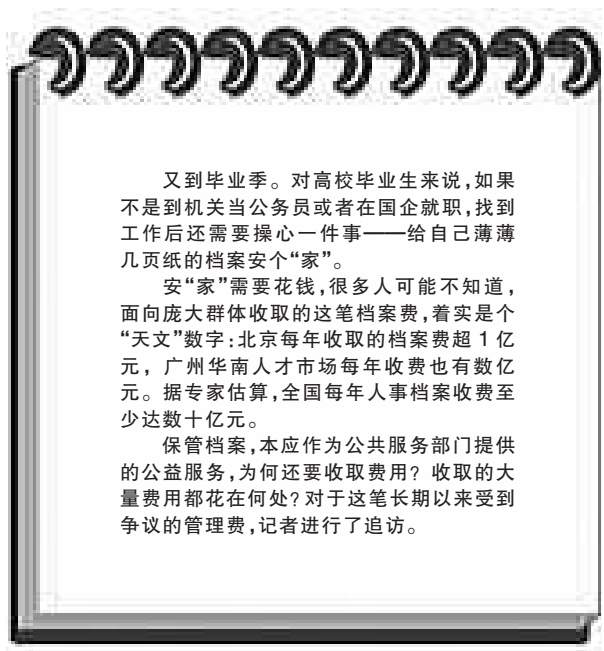 又到毕业季。对高校毕业生来说,如果
不是到机关当公务员或者在国企就职,找到
工作后还需要操心一件事——给自己薄薄
几页纸的档案安个“家”。
安“家”需要花钱,很多人可能不知道,
面向庞大群体收取的这笔档案费,着实是个
“天文”数字:北京每年收取的档案费超 1 亿
元，广州华南人才市场每年收费也有数亿
元。据专家估算,全国每年人事档案收费至
少达数十亿元。
保管档案,本应作为公共服务部门提供
的公益服务,为何还要收取费用? 收取的大
量费用都花在何处?对于这笔长期以来受到
争议的管理费,记者进行了追访。